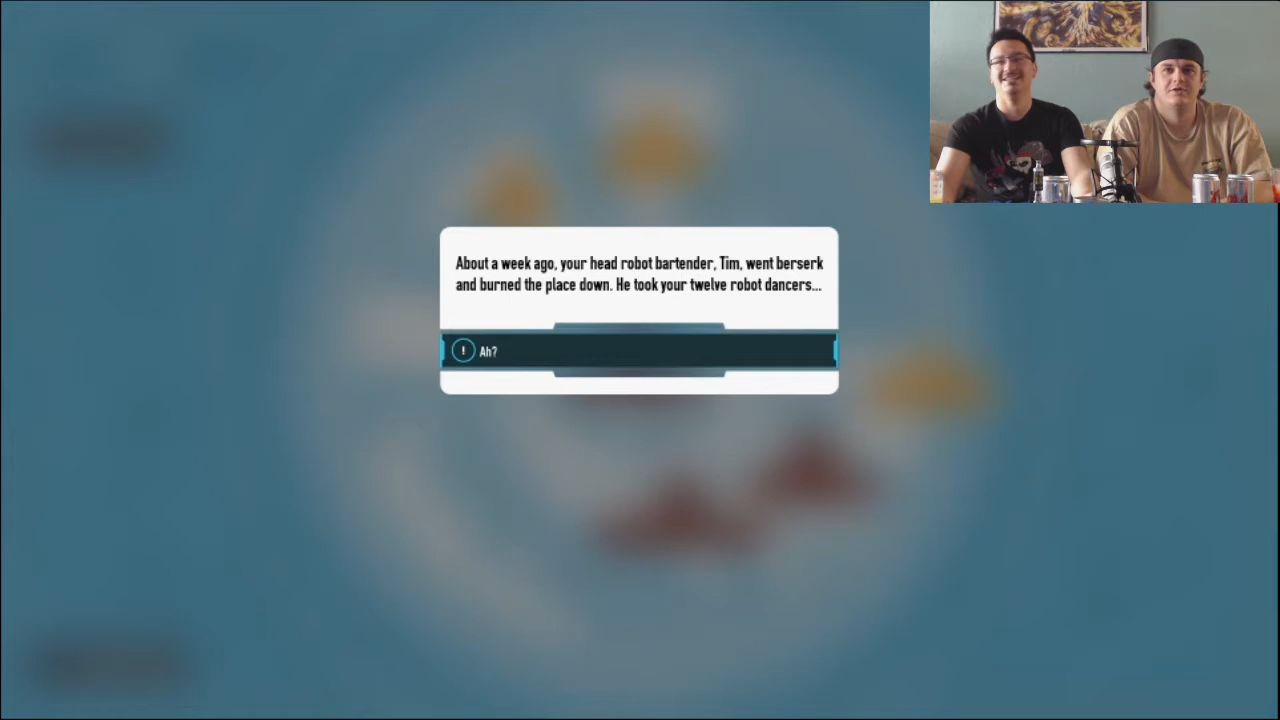 About a week ago, your head robot bartender, Tim, went berserk
and burned the place down. He took your twelve robot dancers...
! Ah?